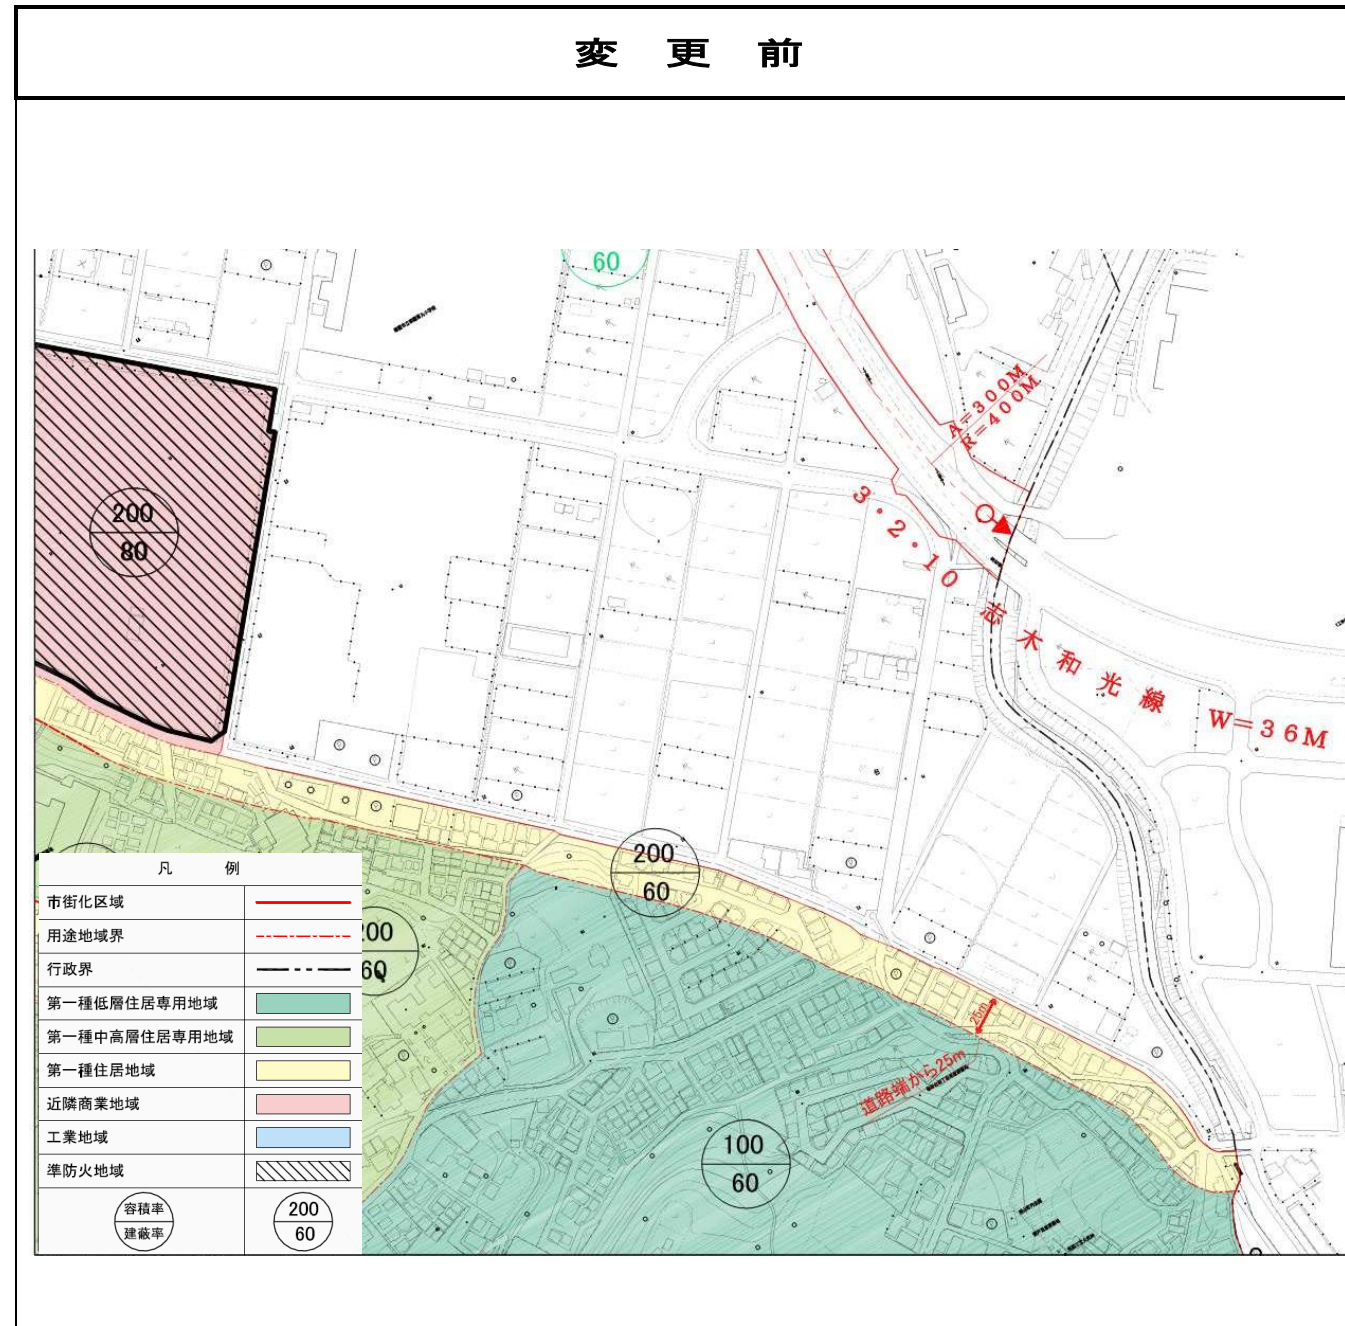 変 更 前
60
A=300M
R=400M
200
80
3・2・10 志木和光線 W=36M
200
60
200
60
25m
道路端から25m
100
60
凡 例
市街化区域
用途地域界
行政界
第一種低層住居専用地域
第一種中高層住居専用地域
第一種住居地域
近隣商業地域
工業地域
準防火地域
容積率
建蔽率
200
60